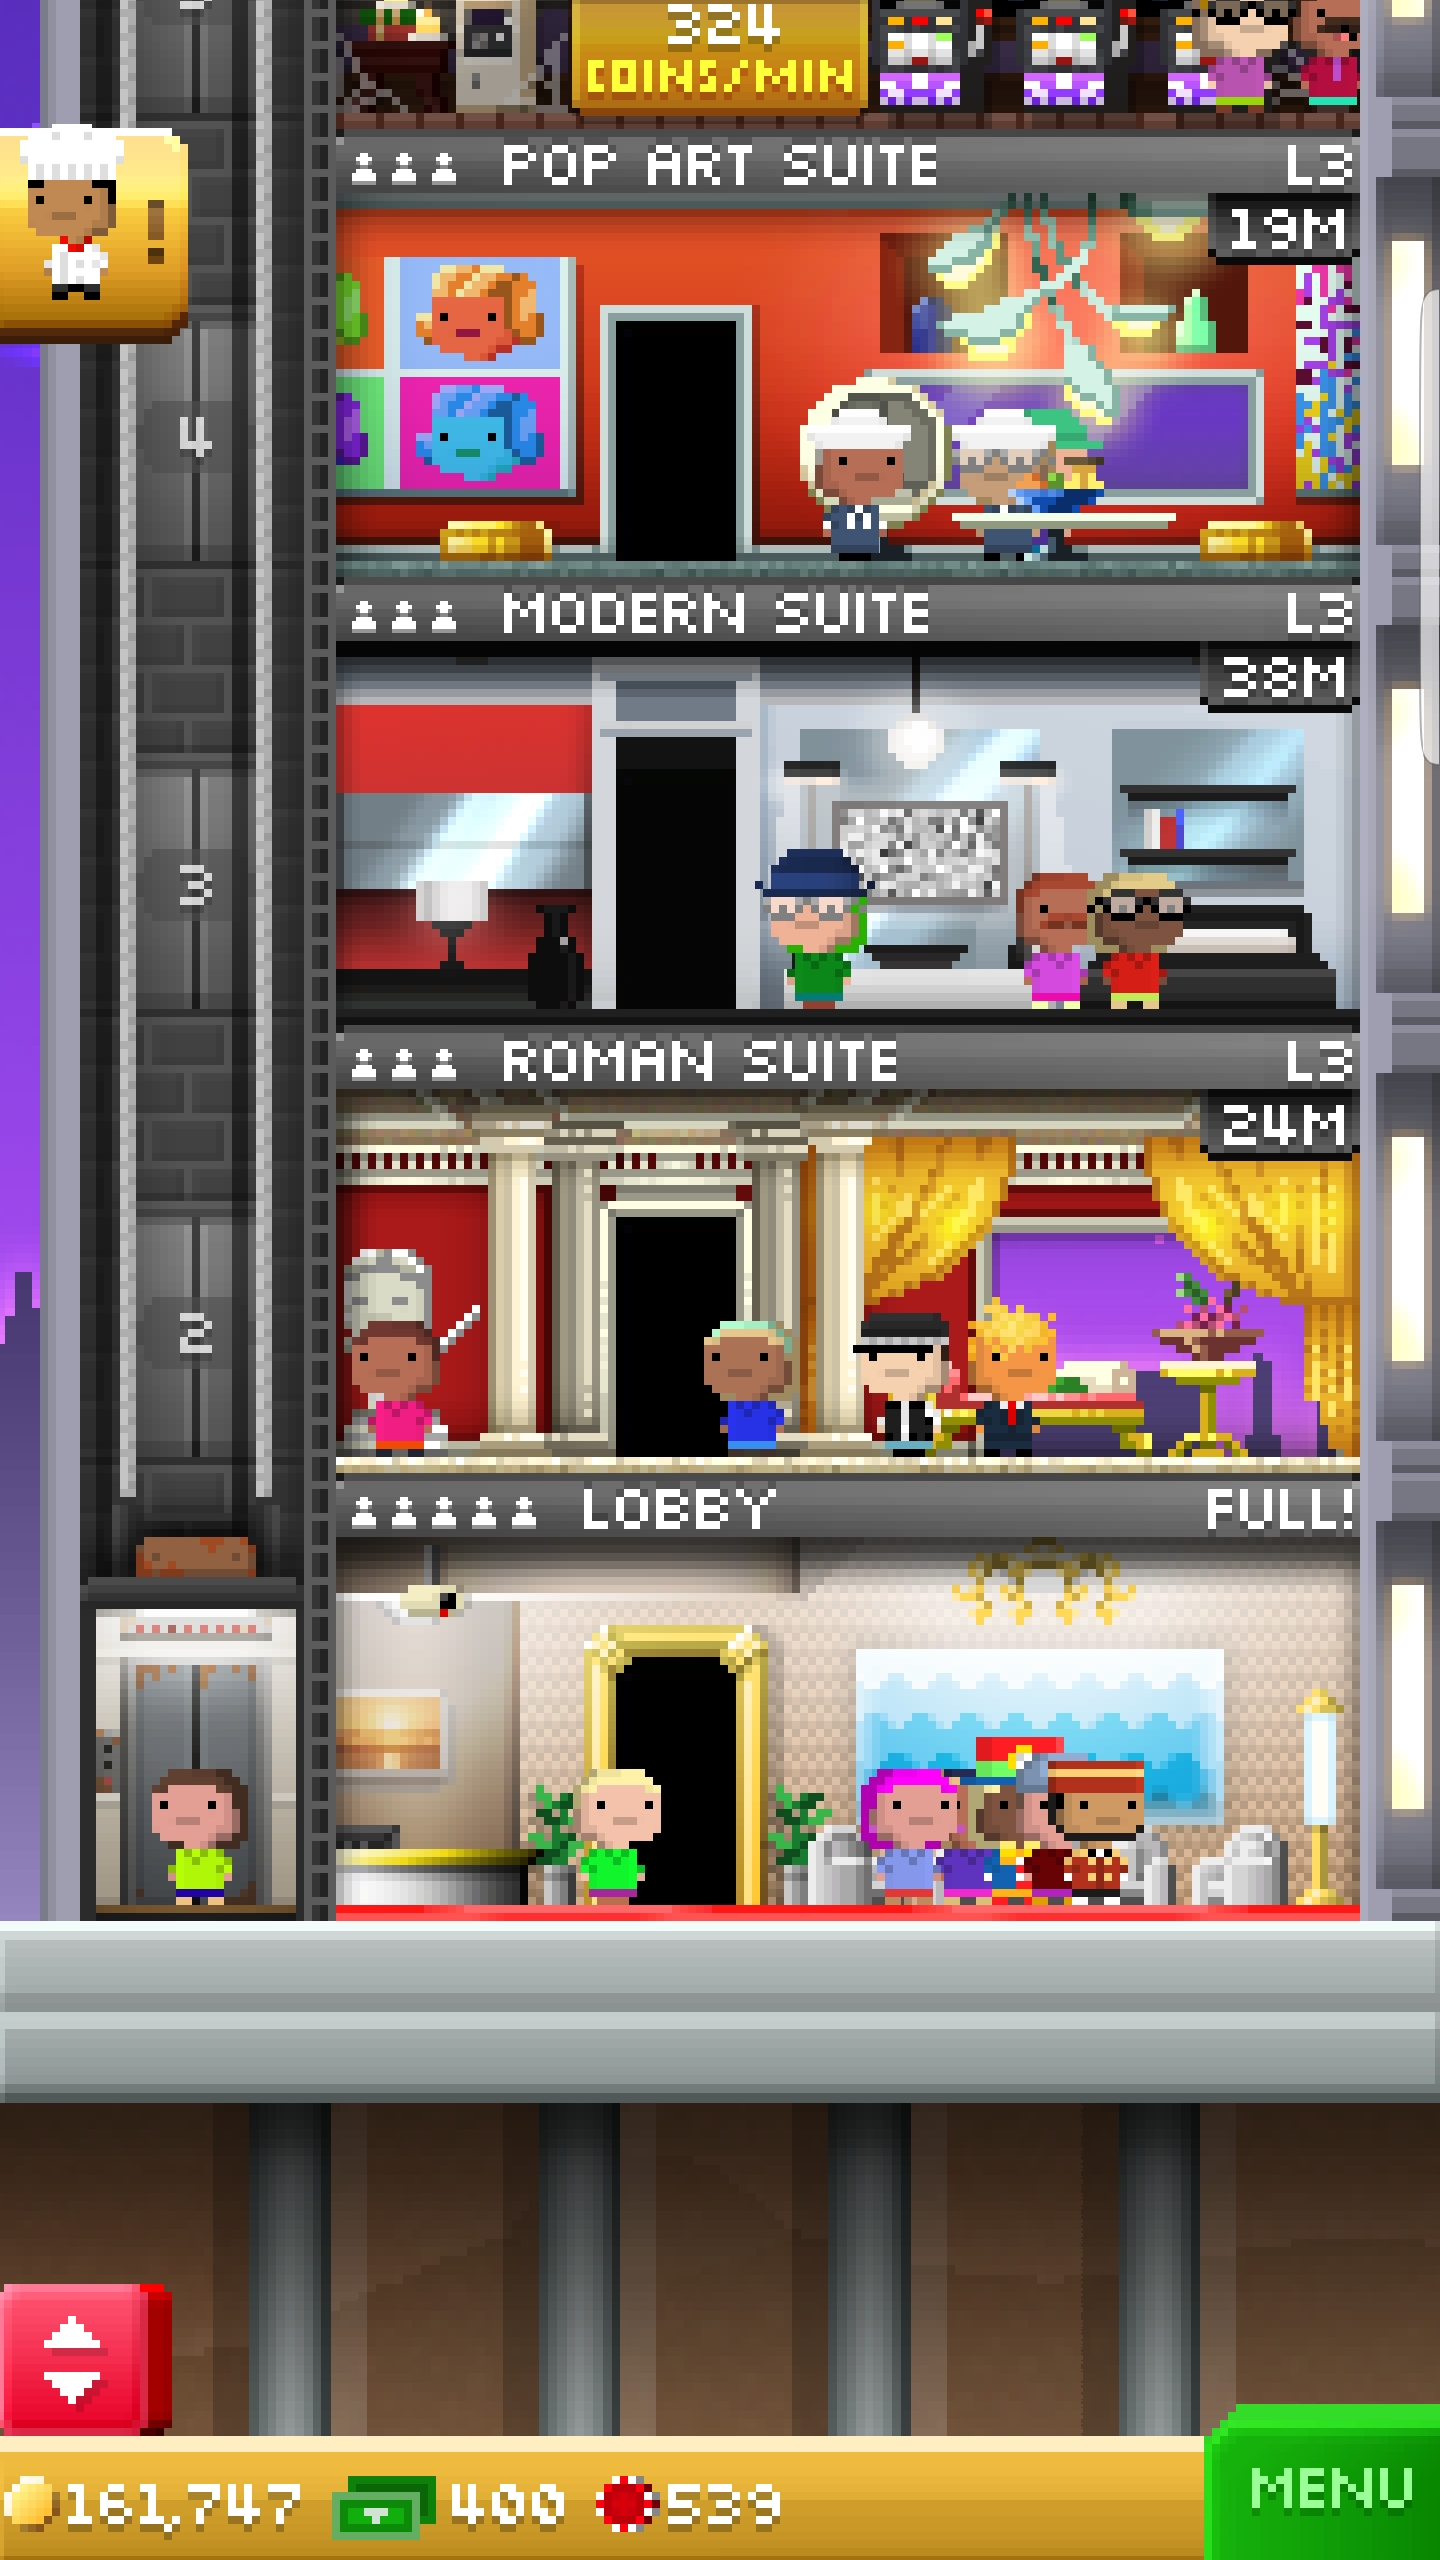 324
COINS/MIN
POP ART SUITE L3
19M
!
4
MODERN SUITE L3
38M
3
ROMAN SUITE L3
24M
2
LOBBY FULL!
161,747 400 539
MENU